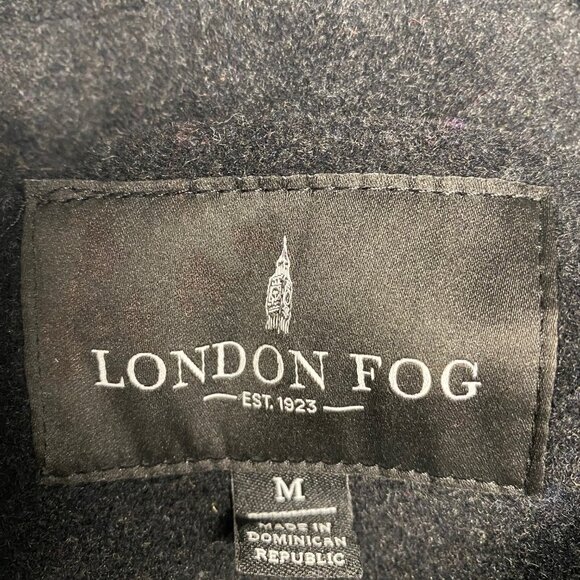 LONDON FOG
EST. 1923
M
MADE IN
DOMINICAN
REPUBLIC